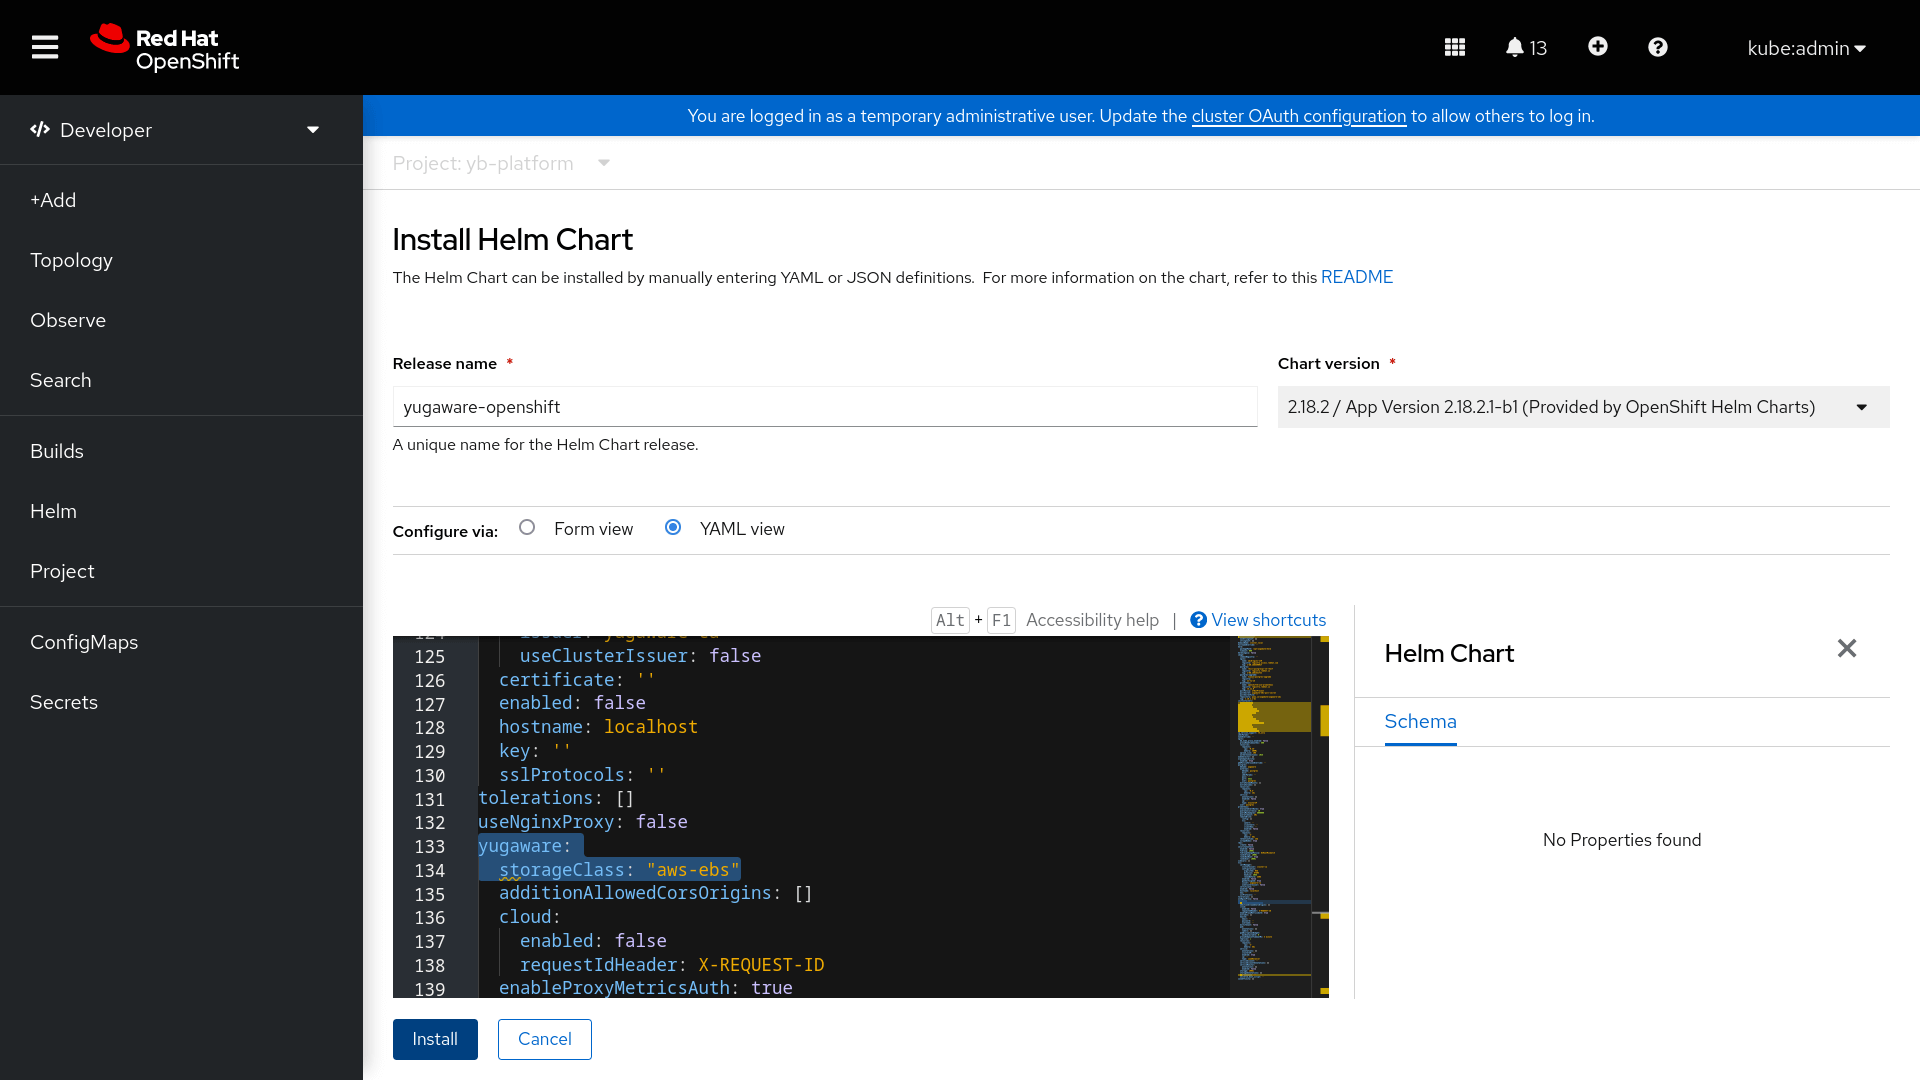 Red Hat
OpenShift
13
kube:admin
Developer
+Add
Topology
Observe
Search
Builds
Helm
Project
ConfigMaps
Secrets
You are logged in as a temporary administrative user. Update the cluster OAuth configuration to allow others to log in.
Project: yb-platform
Install Helm Chart
The Helm Chart can be installed by manually entering YAML or JSON definitions. For more information on the chart, refer to this README
Release name *
yugaware-openshift
A unique name for the Helm Chart release.
Chart version *
2.18.2 / App Version 2.18.2.1-b1 (Provided by OpenShift Helm Charts)
Configure via:
Form view
YAML view
Alt + F1 Accessibility help | View shortcuts
125 useClusterIssuer: false
126 certificate: ''
127 enabled: false
128 hostname: localhost
129 key: ''
130 sslProtocols: ''
131 tolerations: []
132 useNginxProxy: false
133 yugaware:
134 storageClass: "aws-ebs"
135 additionAllowedCorsOrigins: []
136 cloud:
137 enabled: false
138 requestIdHeader: X-REQUEST-ID
139 enableProxyMetricsAuth: true
Helm Chart
Schema
No Properties found
Install
Cancel